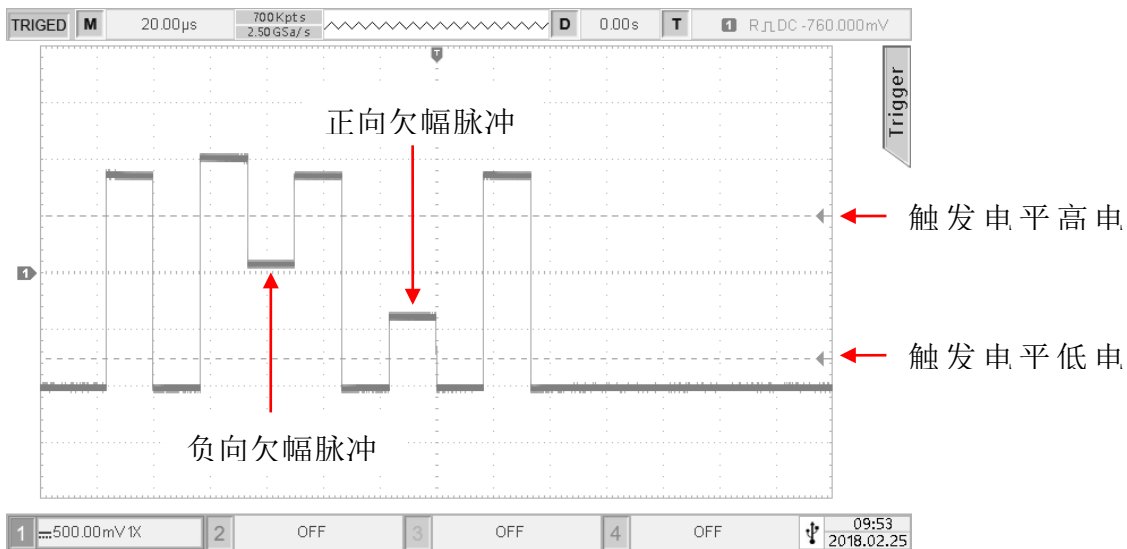 TRIGED M 20.00μs 700Kpts D 0.00s T 1 R DC -760.000mV
2.50GSa/s
T
Trigger
正向欠幅脉冲
触发电平高电
1
触发电平低电
负向欠幅脉冲
1 500.00mV 1X 2 OFF 3 OFF 4 OFF 09:53
2018.02.25